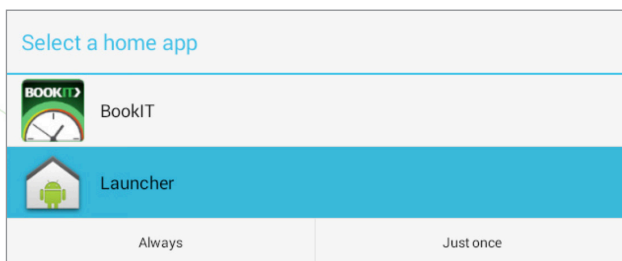 Select a home app
BOOKIT>
BookIT
Launcher
Always Just once